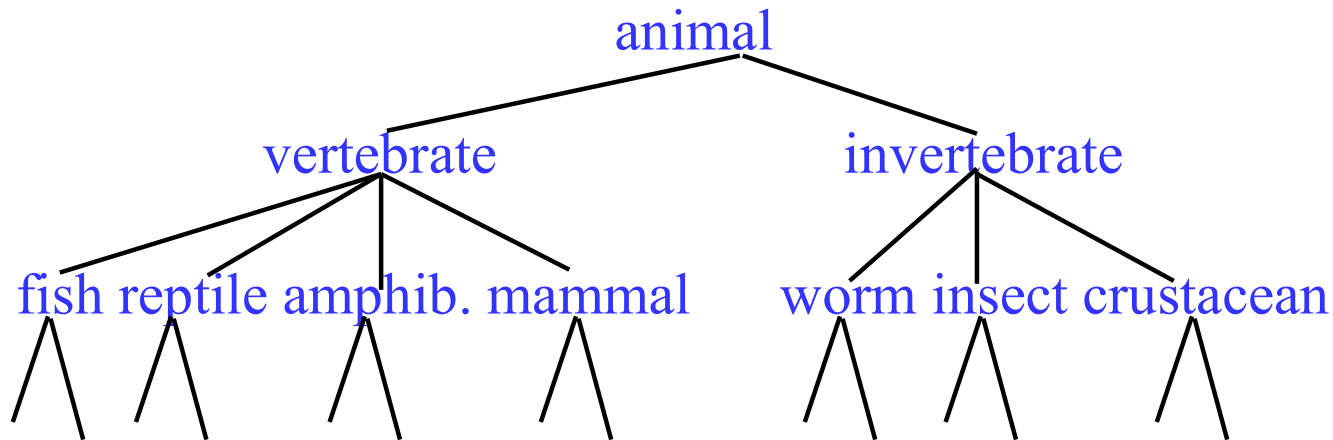 animal
vertebrate invertebrate
fish reptile amphib. mammal worm insect crustacean